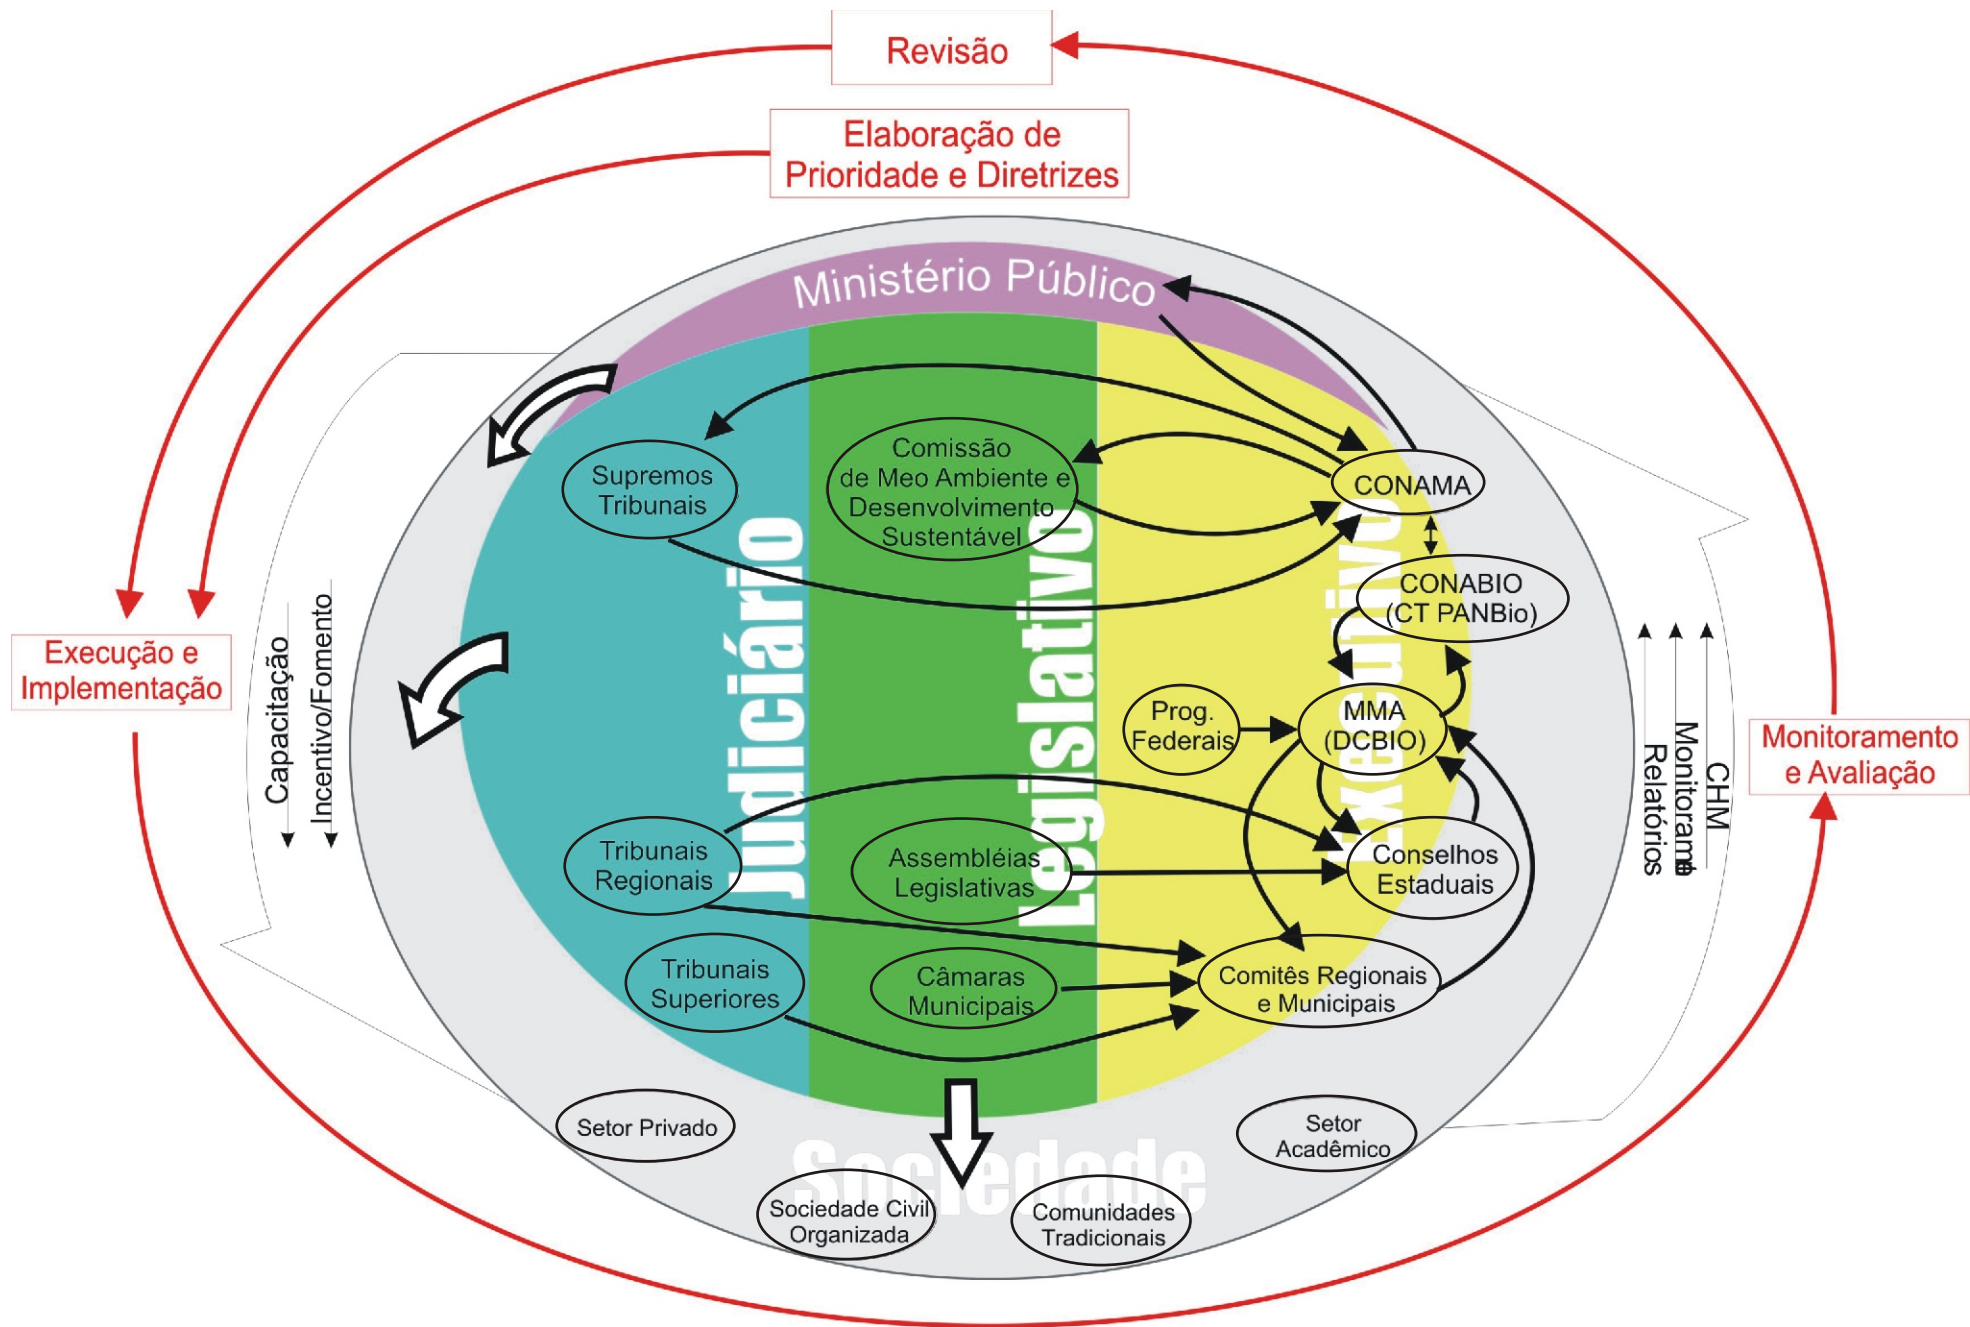 Revisão
Elaboração de
Prioridade e Diretrizes
Ministério Público
Supremos
Tribunais
Comissão
de Meo Ambiente e
Desenvolvimento
Sustentável
CONAMA
CONABIO
(CT PANBio)
Judiciário
Legislativo
Executivo
Execução e
Implementação
Capacitação
Incentivo/Fomento
Prog.
Federais
MMA
(DCBIO)
Relatórios
CHM
Monitoramento
e Avaliação
Tribunais
Regionais
Assembléias
Legislativas
Conselhos
Estaduais
Tribunais
Superiores
Câmaras
Municipais
Comitês Regionais
e Municipais
Setor Privado
Setor
Acadêmico
Sociedade
Sociedade Civil
Organizada
Comunidades
Tradicionais